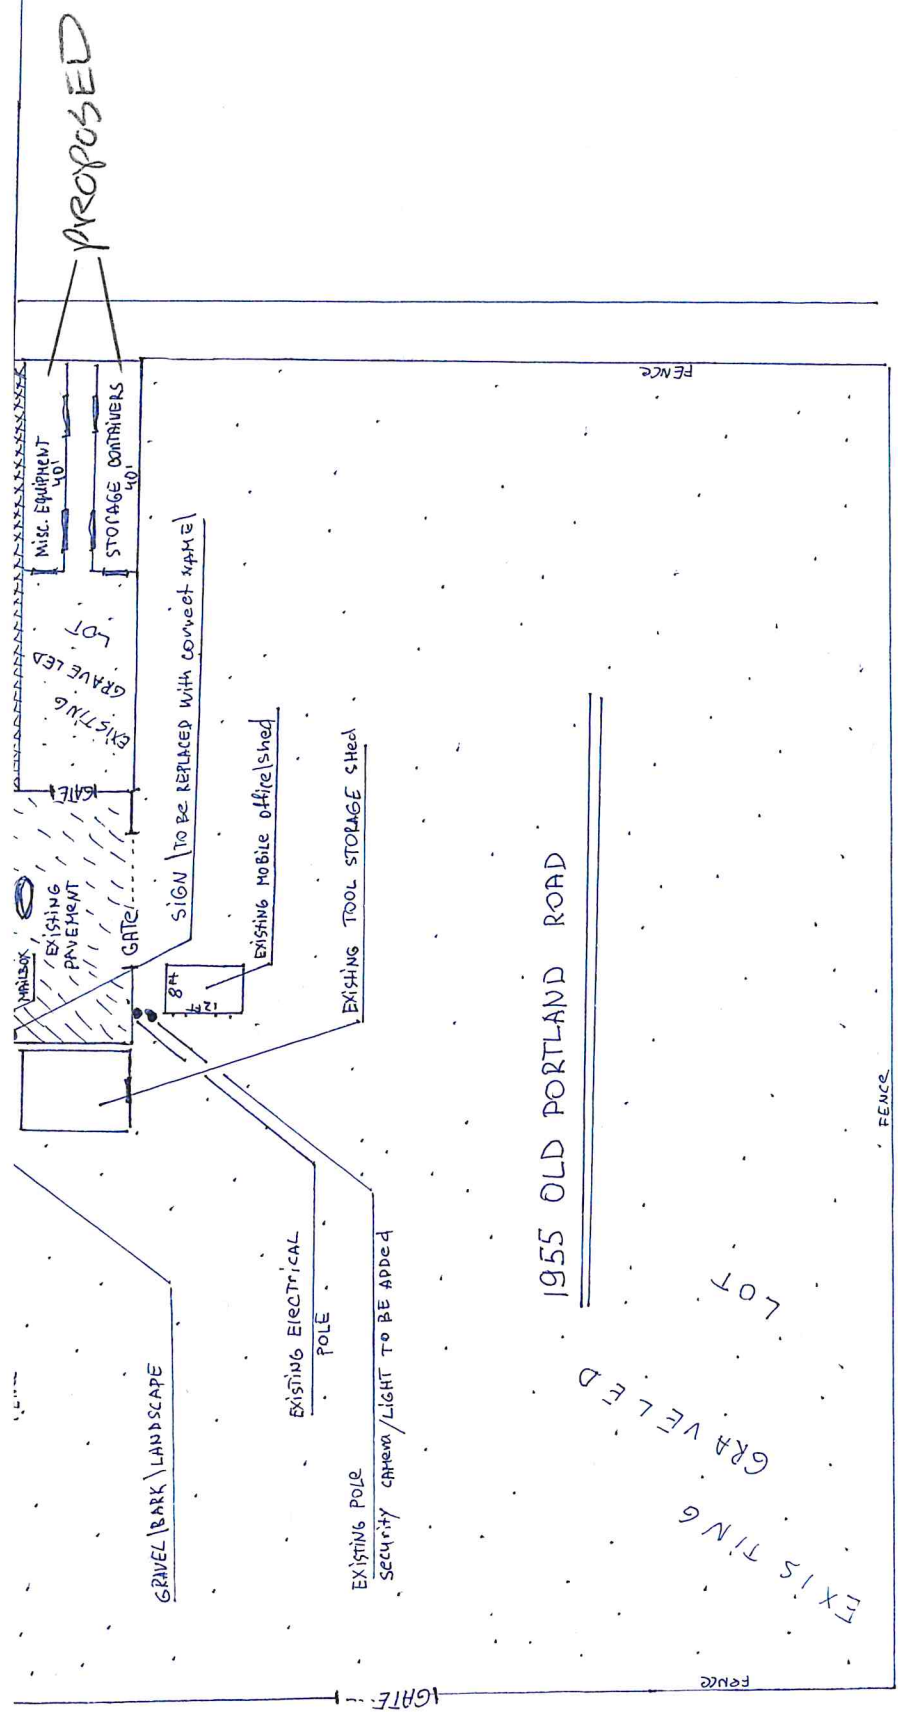 PROPOSED
MISC. EQUIPMENT
40'
STORAGE CONTAINERS
40'
EXISTING
GRAVELED
LOT
GATE
MAILBOX
EXISTING
PAVEMENT
GATE
SIGN (TO BE REPLACED with correct NAME)
8 Ft
EXISTING MOBILE office/shed
EXISTING TOOL STORAGE SHed
GRAVEL/BARK/LANDSCAPE
EXISTING ELECTRICAL
POLE
EXISTING POLE
security CAMERA/LIGHT TO BE ADDED
1955 OLD PORTLAND ROAD
EXISTING
GRAVELED
LOT
FENCE
FENCE
FENCE
GATE